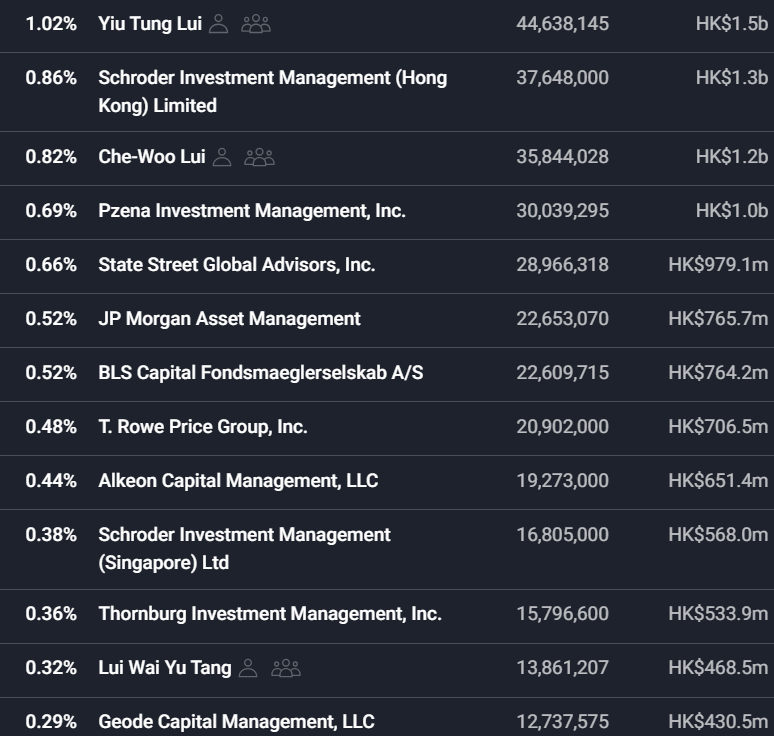 1.02% Yiu Tung Lui 44,638,145 HK$1.5b
0.86% Schroder Investment Management (Hong 37,648,000 HK$1.3b
Kong) Limited
0.82% Che-Woo Lui 35,844,028 HK$1.2b
0.69% Pzena Investment Management, Inc. 30,039,295 HK$1.0b
0.66% State Street Global Advisors, Inc. 28,966,318 HK$979.1m
0.52% JP Morgan Asset Management 22,653,070 HK$765.7m
0.52% BLS Capital Fondsmaeglerselskab A/S 22,609,715 HK$764.2m
0.48% T. Rowe Price Group, Inc. 20,902,000 HK$706.5m
0.44% Alkeon Capital Management, LLC 19,273,000 HK$651.4m
0.38% Schroder Investment Management 16,805,000 HK$568.0m
(Singapore) Ltd
0.36% Thornburg Investment Management, Inc. 15,796,600 HK$533.9m
0.32% Lui Wai Yu Tang 13,861,207 HK$468.5m
0.29% Geode Capital Management, LLC 12,737,575 HK$430.5m